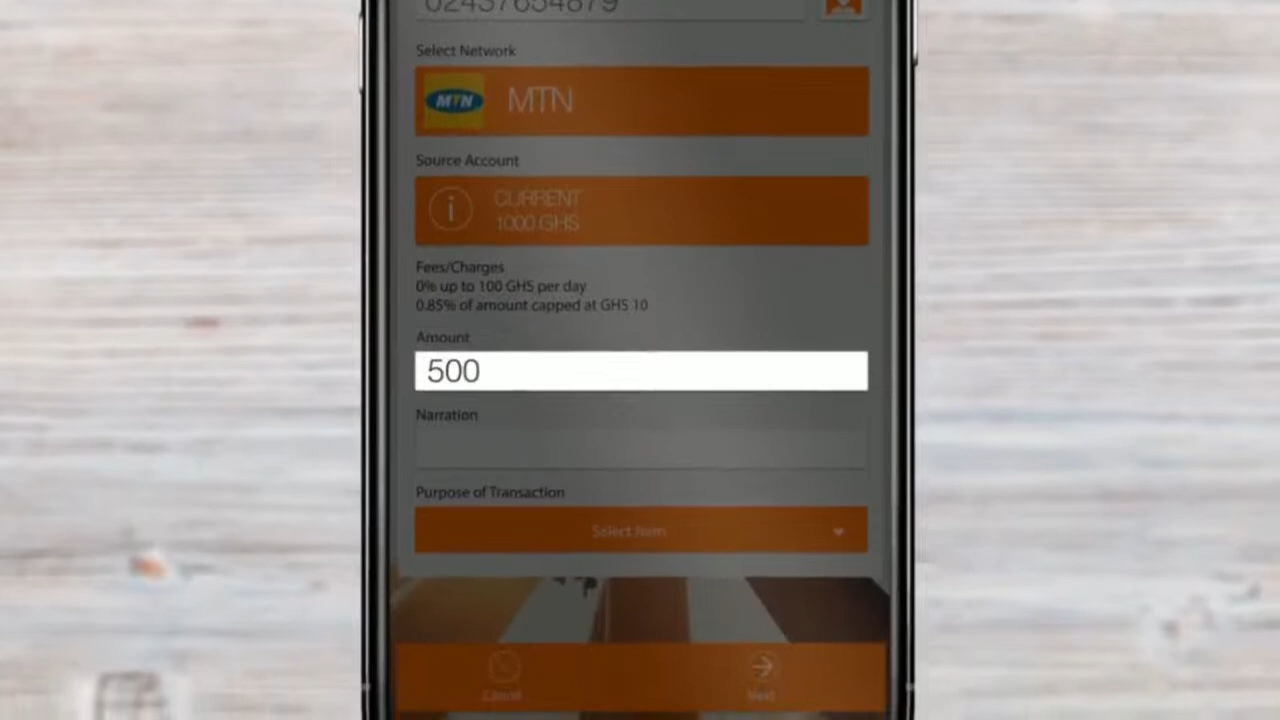 02437654879
Select Network
MTN
MTN
Source Account
CURRENT
1000 GHS
Fees/Charges
0% up to 100 GHS per day
0.85% of amount capped at GHS 10
Amount
500
Narration
Purpose of Transaction
Select Item
Cancel
Next